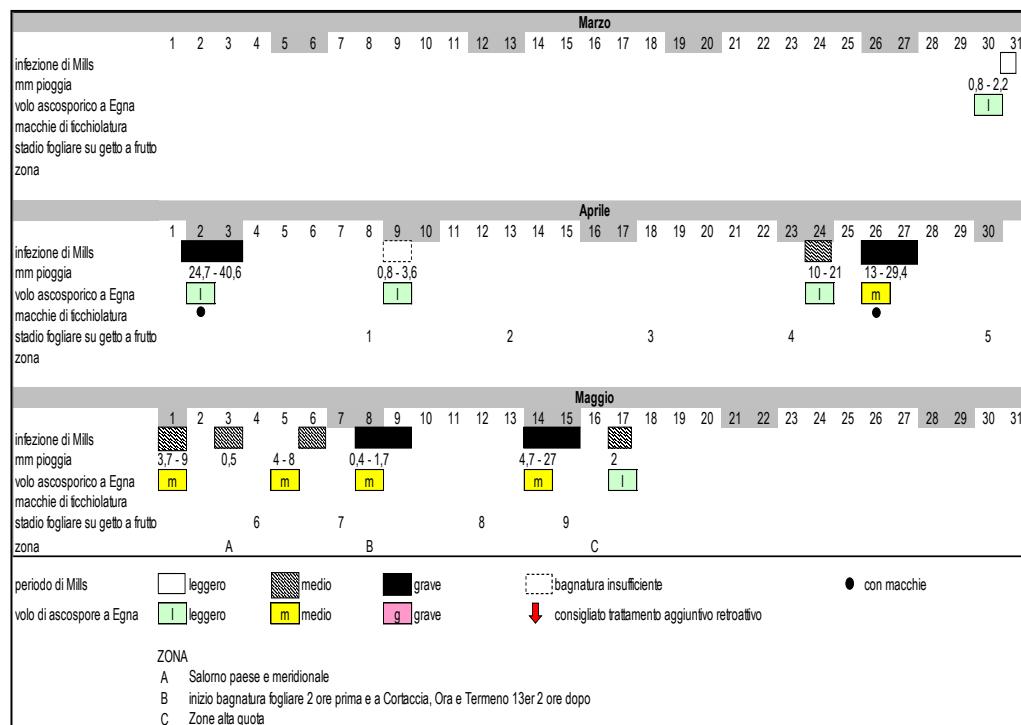 Marzo
1 2 3 4 5 6 7 8 9 10 11 12 13 14 15 16 17 18 19 20 21 22 23 24 25 26 27 28 29 30 31
infezione di Mills
mm pioggia 0,8 - 2,2
volo ascosporico a Egna l
macchie di ticchiolatura
stadio fogliare su getto a frutto
zona
Aprile
1 2 3 4 5 6 7 8 9 10 11 12 13 14 15 16 17 18 19 20 21 22 23 24 25 26 27 28 29 30
infezione di Mills
mm pioggia 24,7 - 40,6 0,8 - 3,6 10 - 21 13 - 29,4
volo ascosporico a Egna l l l m
macchie di ticchiolatura
stadio fogliare su getto a frutto 1 2 3 4 5
zona
Maggio
1 2 3 4 5 6 7 8 9 10 11 12 13 14 15 16 17 18 19 20 21 22 23 24 25 26 27 28 29 30 31
infezione di Mills
mm pioggia 3,7 - 9 0,5 4 - 8 0,4 - 1,7 4,7 - 27 2
volo ascosporico a Egna m m m m l
macchie di ticchiolatura
stadio fogliare su getto a frutto 6 7 8 9
zona A B C
periodo di Mills leggero medio grave bagnatura insufficiente con macchie
volo di ascospore a Egna l leggero m medio g grave consigliato trattamento aggiuntivo retroattivo
ZONA
A Salorno paese e meridionale
B inizio bagnatura fogliare 2 ore prima e a Cortaccia, Ora e Termeno 13er 2 ore dopo
C Zone alta quota